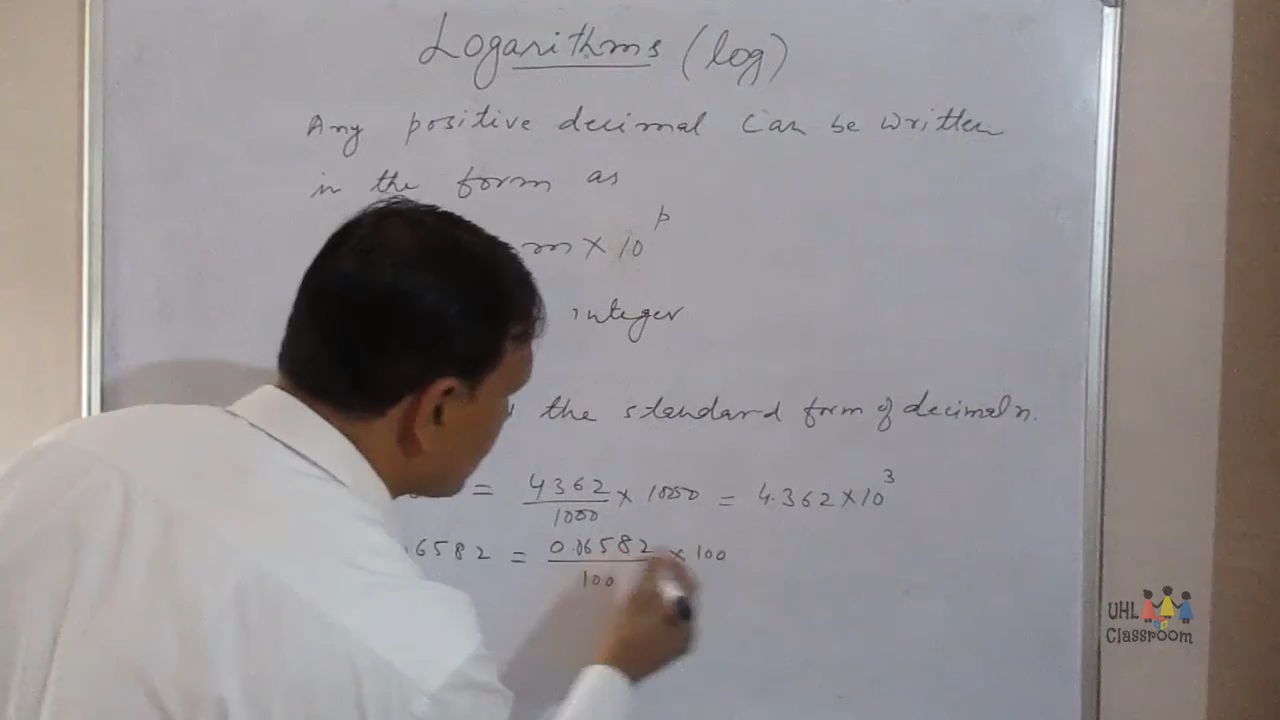 Logarithms (log)
Any positive decimal can be written
in the form as
m × 10^p
integer
the standard form of decimal n.
= 4362/1000 × 1000 = 4.362 × 10^3
.6582 = 0.06582/100 × 100
UHL
Classroom